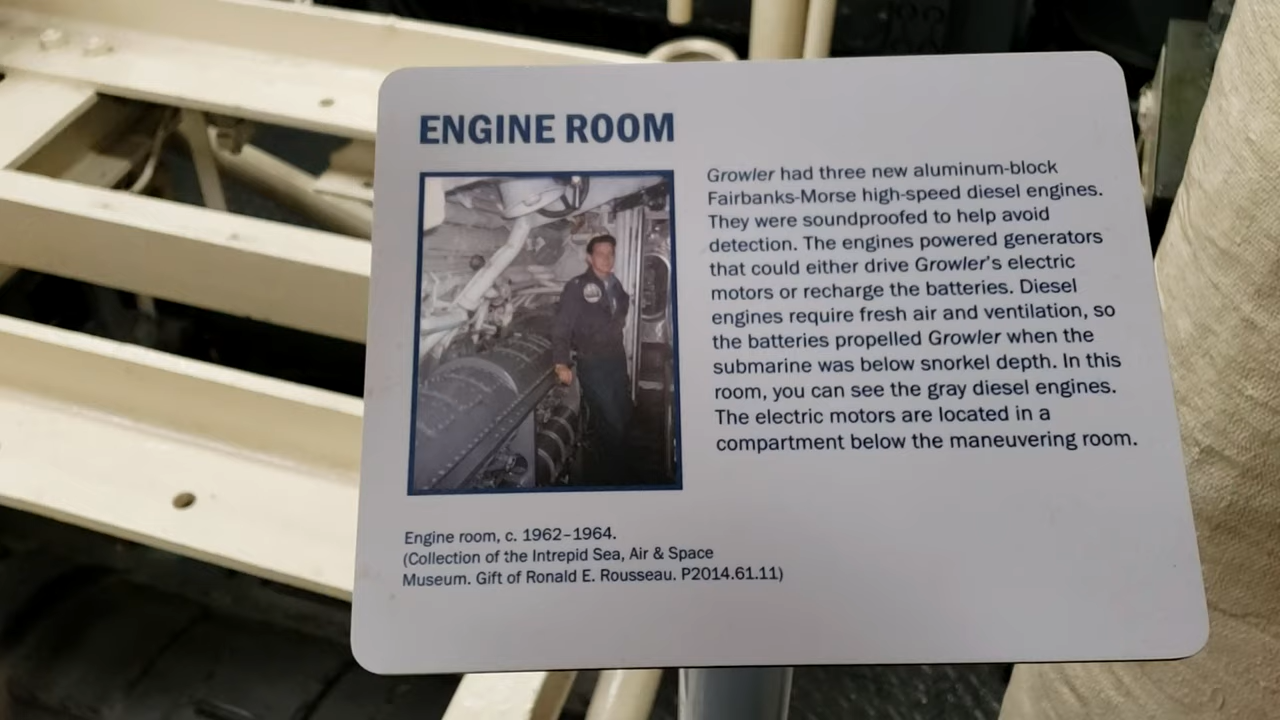 ENGINE ROOM
Growler had three new aluminum-block
Fairbanks-Morse high-speed diesel engines.
They were soundproofed to help avoid
detection. The engines powered generators
that could either drive Growler's electric
motors or recharge the batteries. Diesel
engines require fresh air and ventilation, so
the batteries propelled Growler when the
submarine was below snorkel depth. In this
room, you can see the gray diesel engines.
The electric motors are located in a
compartment below the maneuvering room.
Engine room, c. 1962–1964.
(Collection of the Intrepid Sea, Air & Space
Museum. Gift of Ronald E. Rousseau. P2014.61.11)